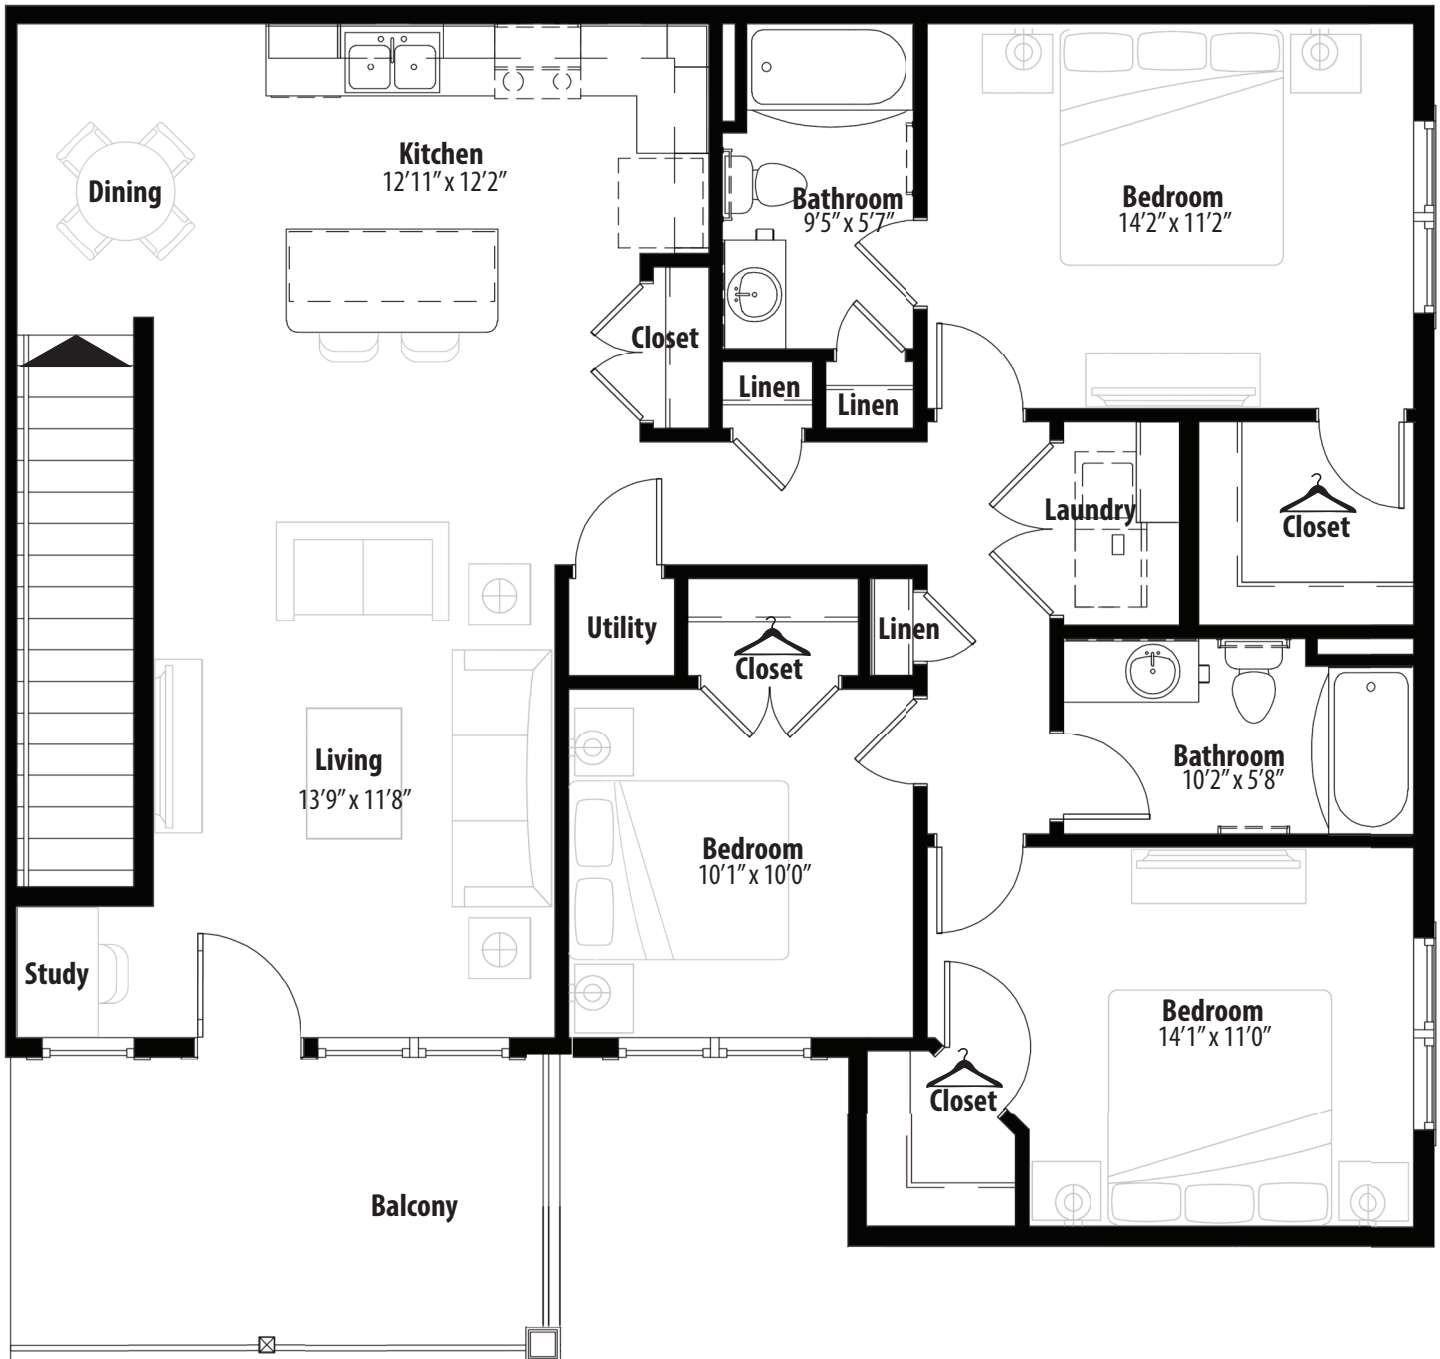 Kitchen
12'11" x 12'2"
Dining
Bathroom
9'5" x 5'7"
Bedroom
14'2" x 11'2"
Closet
Linen
Linen
Laundry
Closet
Utility
Closet
Linen
Living
13'9" x 11'8"
Bathroom
10'2" x 5'8"
Bedroom
10'1" x 10'0"
Study
Bedroom
14'1" x 11'0"
Closet
Balcony